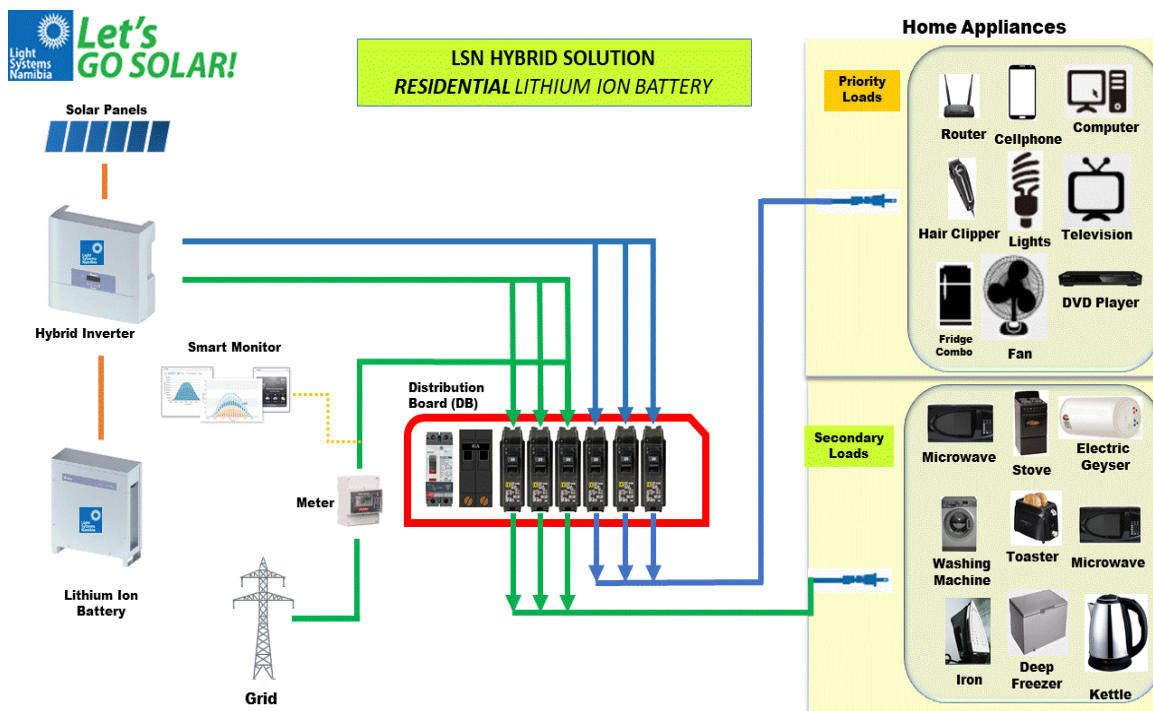 Light
Systems
Namibia
Let's
GO SOLAR!
LSN HYBRID SOLUTION
RESIDENTIAL LITHIUM ION BATTERY
Home Appliances
Solar Panels
Priority
Loads
Router
Cellphone
Computer
Hair Clipper
Lights
Television
Fridge
Combo
Fan
DVD Player
Hybrid Inverter
Smart Monitor
Distribution
Board (DB)
Secondary
Loads
Microwave
Stove
Electric
Geyser
Meter
Washing
Machine
Toaster
Microwave
Light
Systems
Namibia
Lithium Ion
Battery
Iron
Deep
Freezer
Kettle
Grid